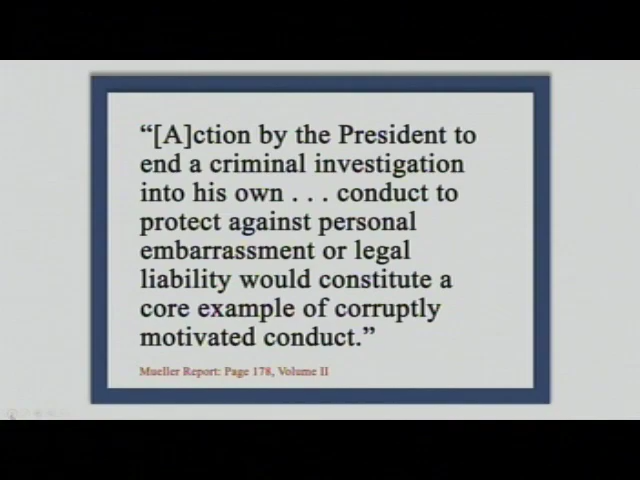 “[A]ction by the President to
end a criminal investigation
into his own . . . conduct to
protect against personal
embarrassment or legal
liability would constitute a
core example of corruptly
motivated conduct.”
Mueller Report: Page 178, Volume II